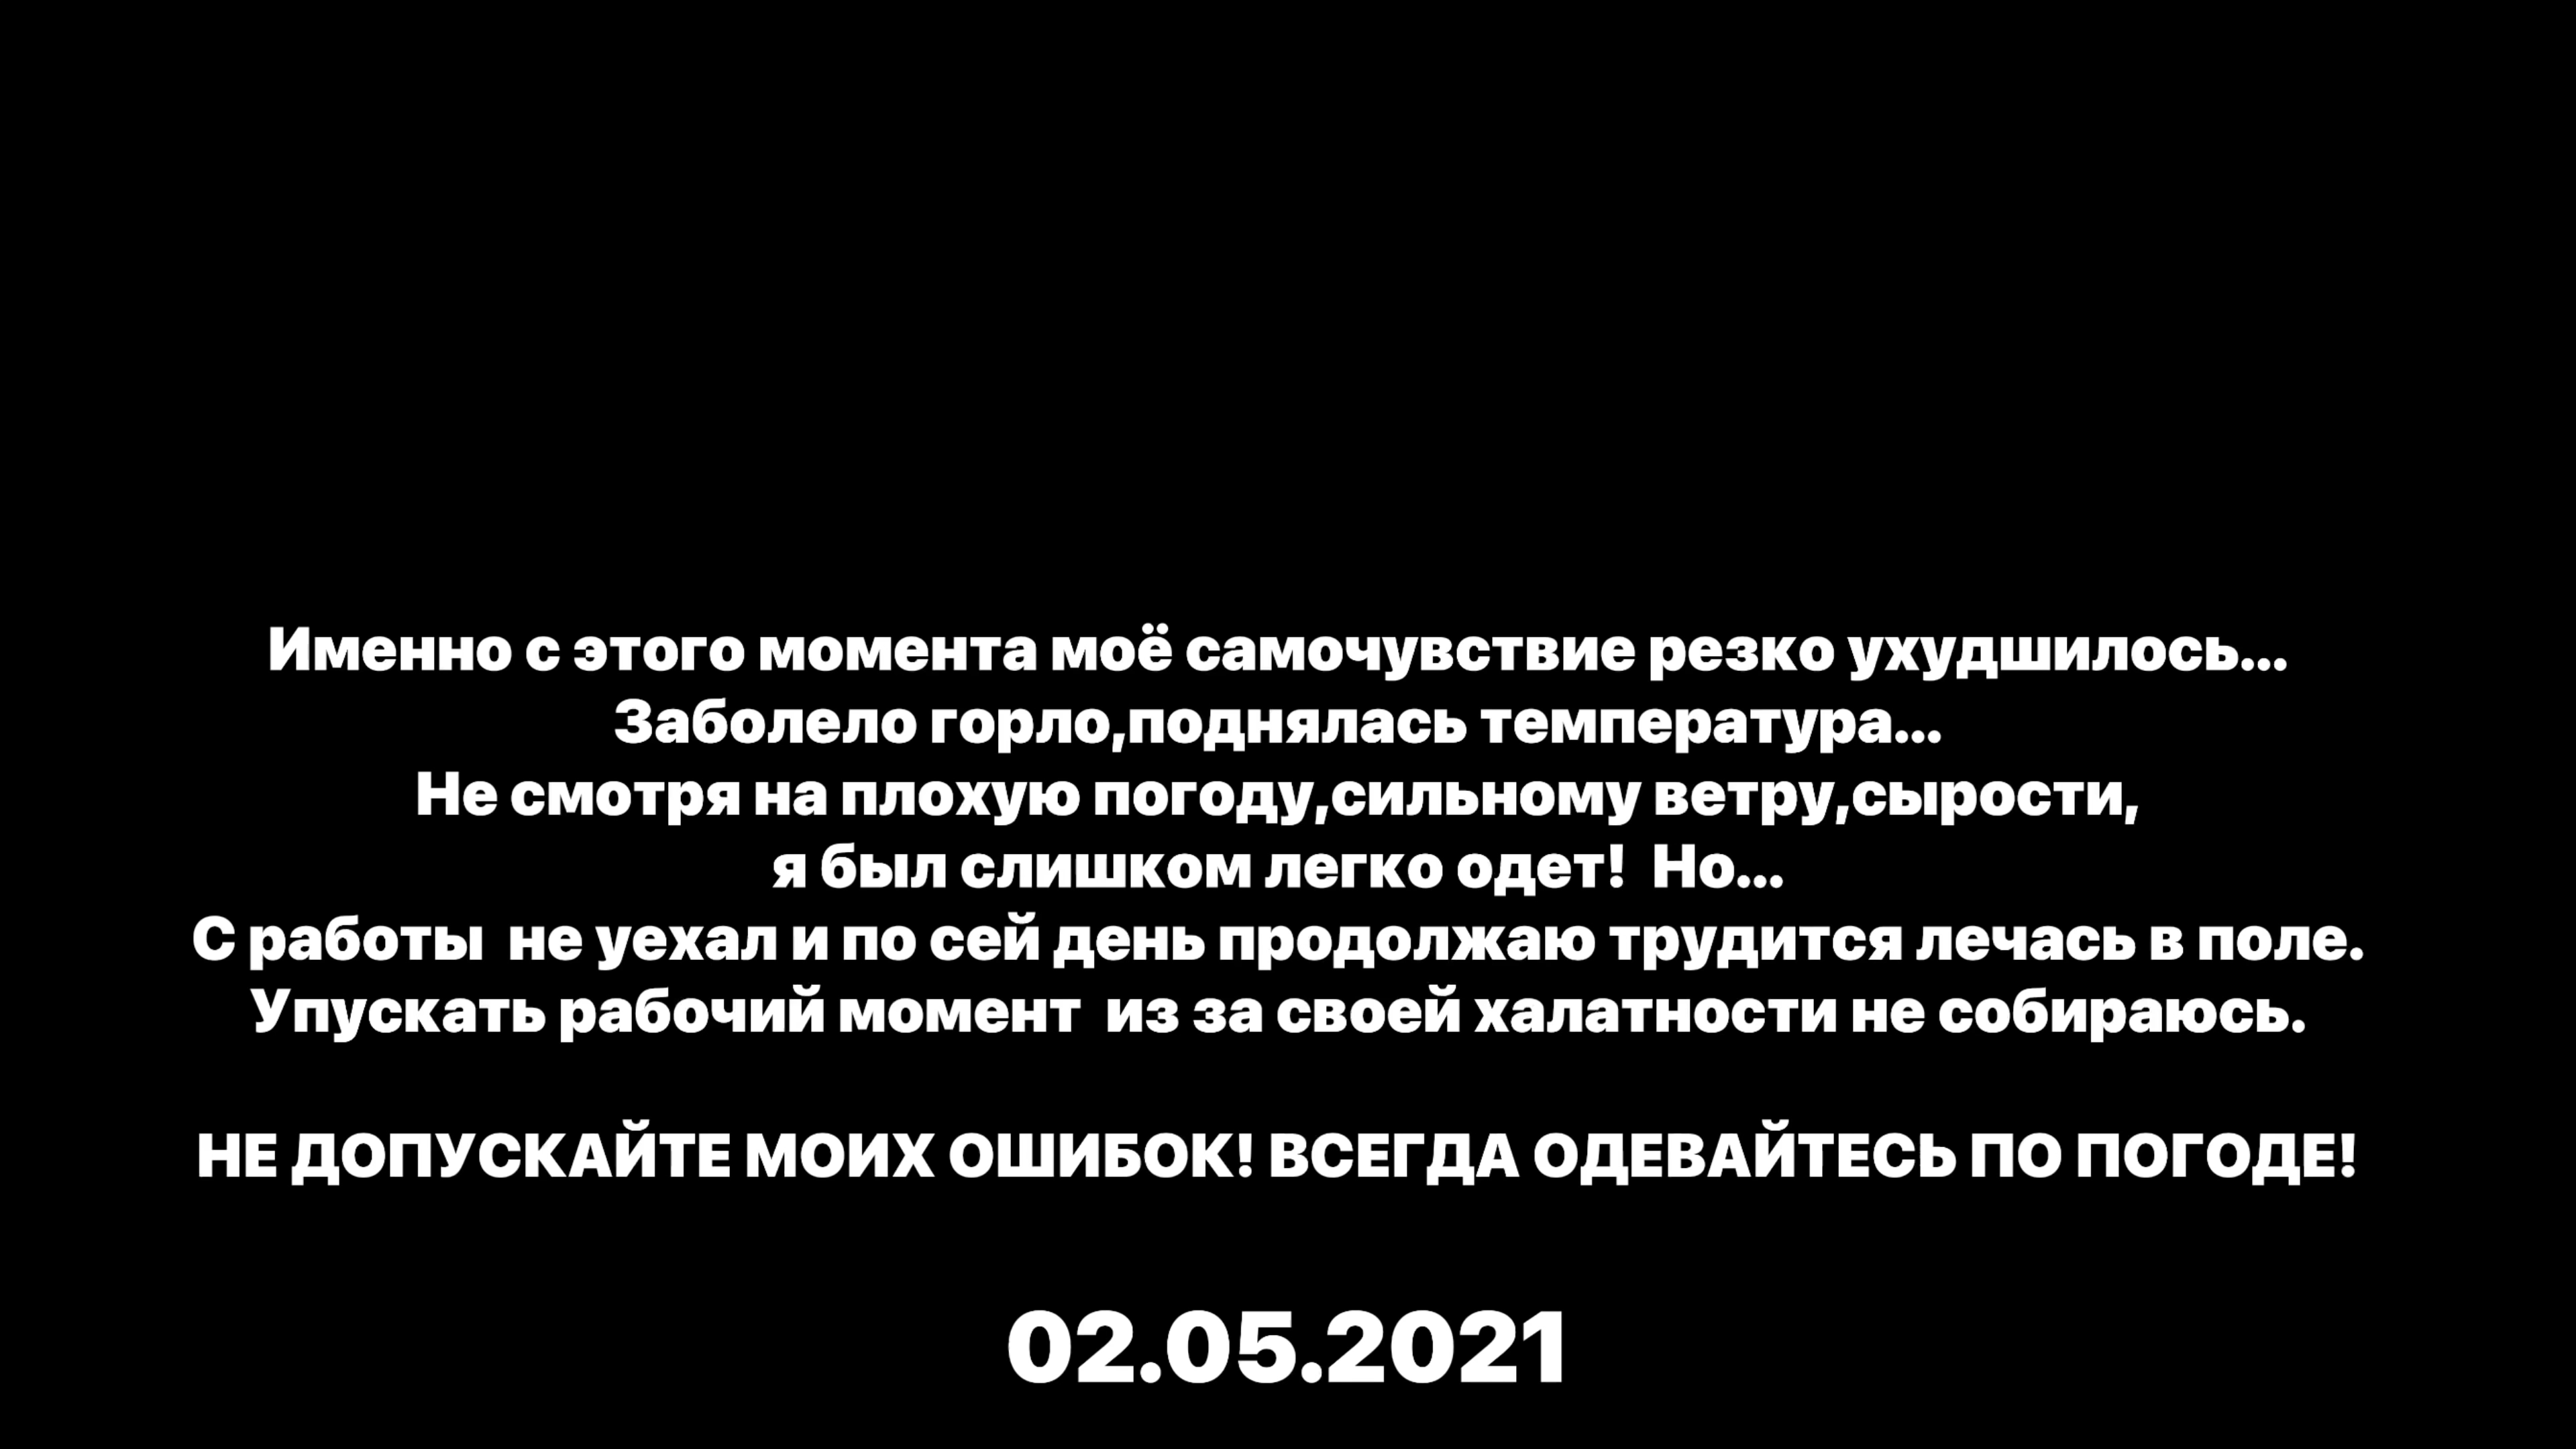 Именно с этого момента моё самочувствие резко ухудшилось...
Заболело горло,поднялась температура...
Не смотря на плохую погоду,сильному ветру,сырости,
я был слишком легко одет!  Но...
С работы  не уехал и по сей день продолжаю трудится лечась в поле.
Упускать рабочий момент  из за своей халатности не собираюсь.
НЕ ДОПУСКАЙТЕ МОИХ ОШИБОК! ВСЕГДА ОДЕВАЙТЕСЬ ПО ПОГОДЕ!
02.05.2021